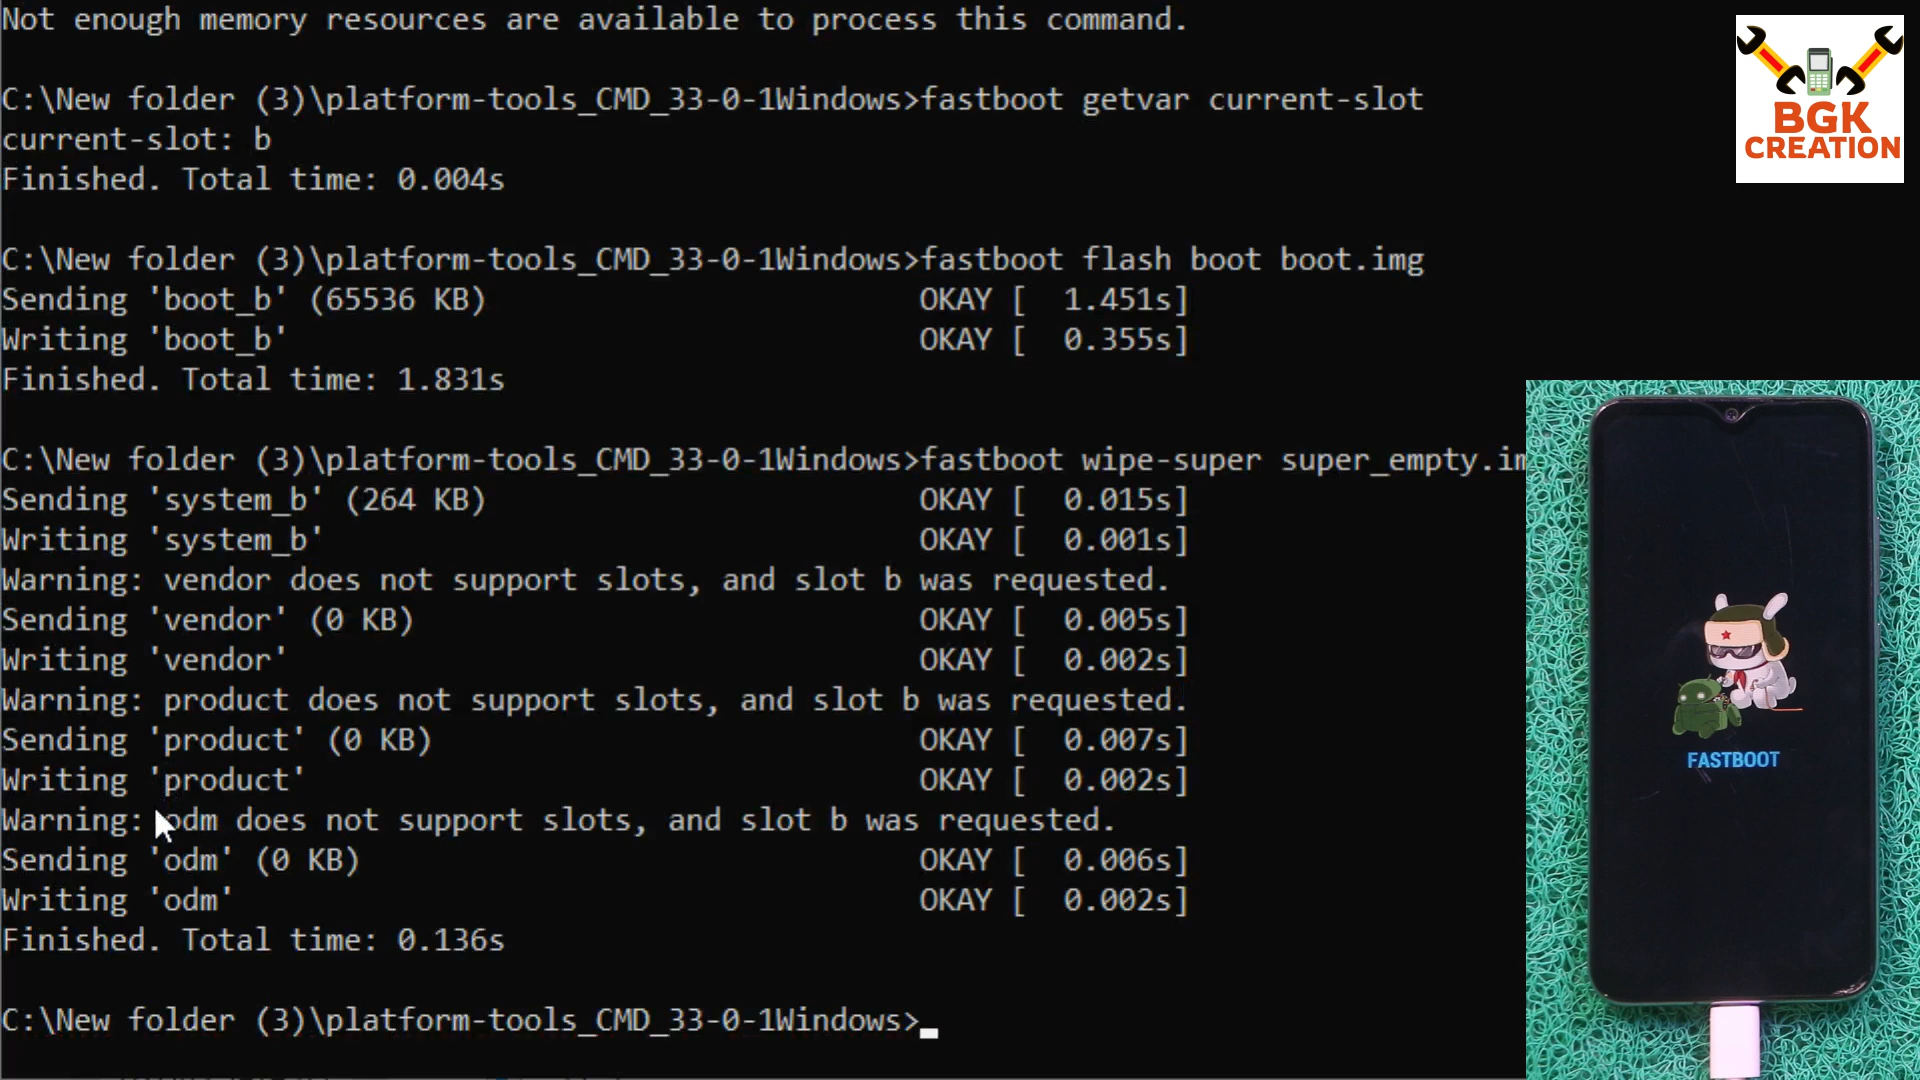 Not enough memory resources are available to process this command.
C:\New folder (3)\platform-tools_CMD_33-0-1Windows>fastboot getvar current-slot
current-slot: b
Finished. Total time: 0.004s
C:\New folder (3)\platform-tools_CMD_33-0-1Windows>fastboot flash boot boot.img
Sending 'boot_b' (65536 KB)                        OKAY [  1.451s]
Writing 'boot_b'                                   OKAY [  0.355s]
Finished. Total time: 1.831s
C:\New folder (3)\platform-tools_CMD_33-0-1Windows>fastboot wipe-super super_empty.im
Sending 'system_b' (264 KB)                        OKAY [  0.015s]
Writing 'system_b'                                 OKAY [  0.001s]
Warning: vendor does not support slots, and slot b was requested.
Sending 'vendor' (0 KB)                            OKAY [  0.005s]
Writing 'vendor'                                   OKAY [  0.002s]
Warning: product does not support slots, and slot b was requested.
Sending 'product' (0 KB)                           OKAY [  0.007s]
Writing 'product'                                  OKAY [  0.002s]
Warning: odm does not support slots, and slot b was requested.
Sending 'odm' (0 KB)                               OKAY [  0.006s]
Writing 'odm'                                      OKAY [  0.002s]
Finished. Total time: 0.136s
C:\New folder (3)\platform-tools_CMD_33-0-1Windows>
BGK
CREATION
FASTBOOT